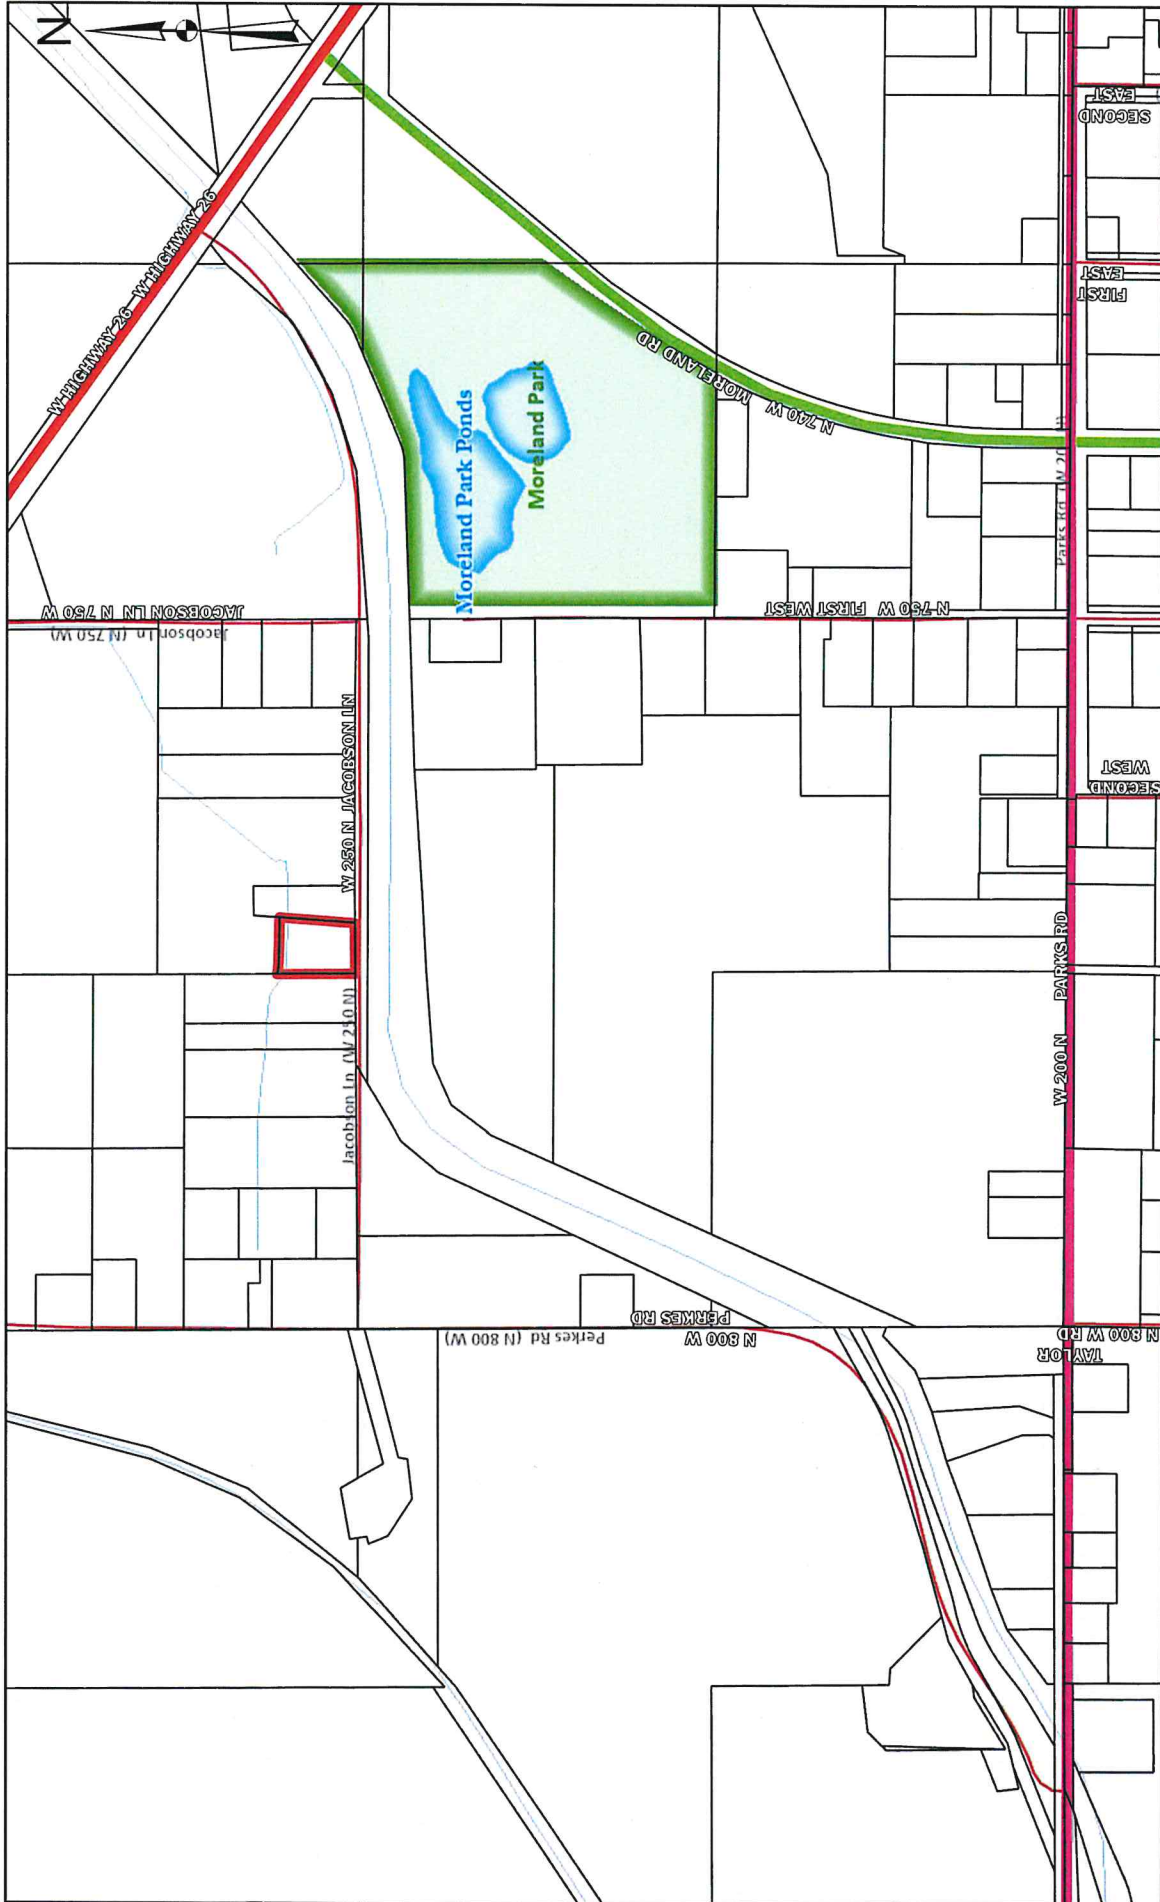 N
W HIGHWAY 26
W HIGHWAY 26
JACOBSON LN N 750 W
Jacobson Ln (N 750 W)
W 250 N JACOBSON LN
Jacobson Ln (W 250 N)
Moreland Park Ponds
Moreland Park
N 740 W MORELAND RD
N 750 W FIRST WEST
Parks Rd (W 20
W 200 N PARKS RD
SECOND
EAST
FIRST
EAST
SECOND
WEST
PERKES RD
N 800 W
Perkes Rd (N 800 W)
N 800 W RD
TAYLOR